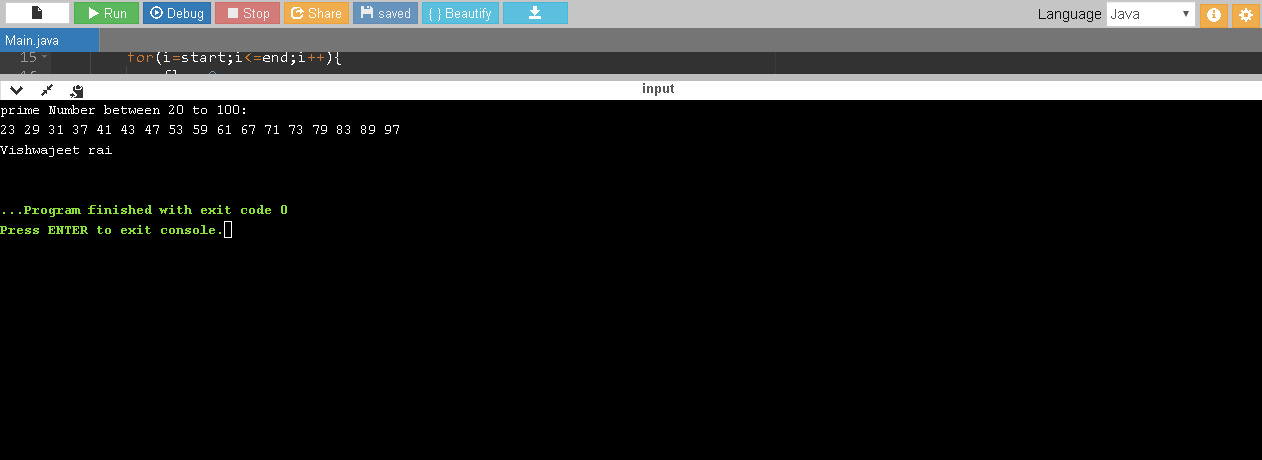 Run Debug Stop Share saved { } Beautify Language Java
Main.java
15 for(i=start;i<=end;i++){
input
prime Number between 20 to 100:
23 29 31 37 41 43 47 53 59 61 67 71 73 79 83 89 97
Vishwajeet rai
...Program finished with exit code 0
Press ENTER to exit console.